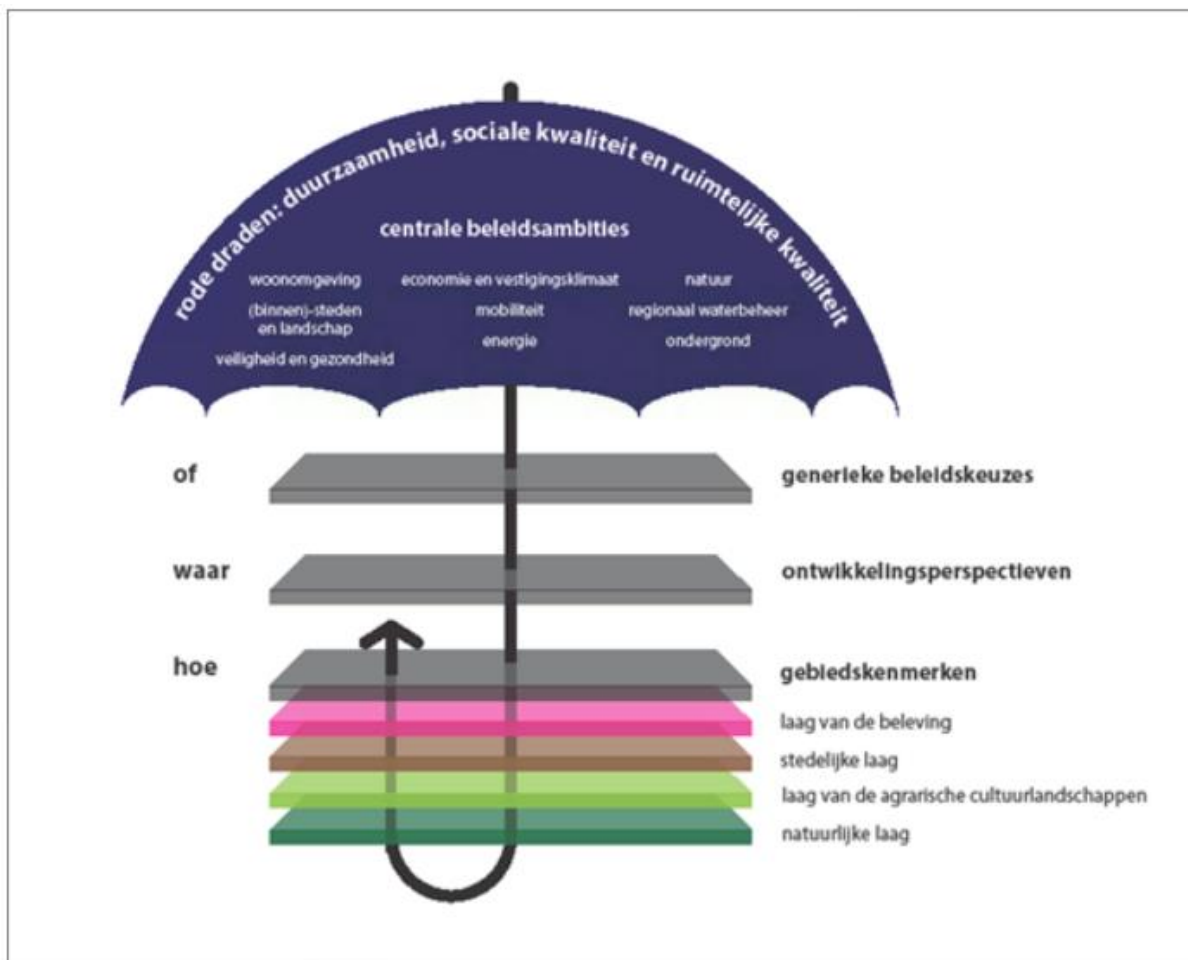 rode draden: duurzaamheid, sociale kwaliteit en ruimtelijke kwaliteit
centrale beleidsambities
woonomgeving
(binnen)-steden
en landschap
veiligheid en gezondheid
economie en vestigingsklimaat
mobiliteit
energie
natuur
regionaal waterbeheer
ondergrond
of
generieke beleidskeuzes
waar
ontwikkelingsperspectieven
hoe
gebiedskenmerken
laag van de beleving
stedelijke laag
laag van de agrarische cultuurlandschappen
natuurlijke laag